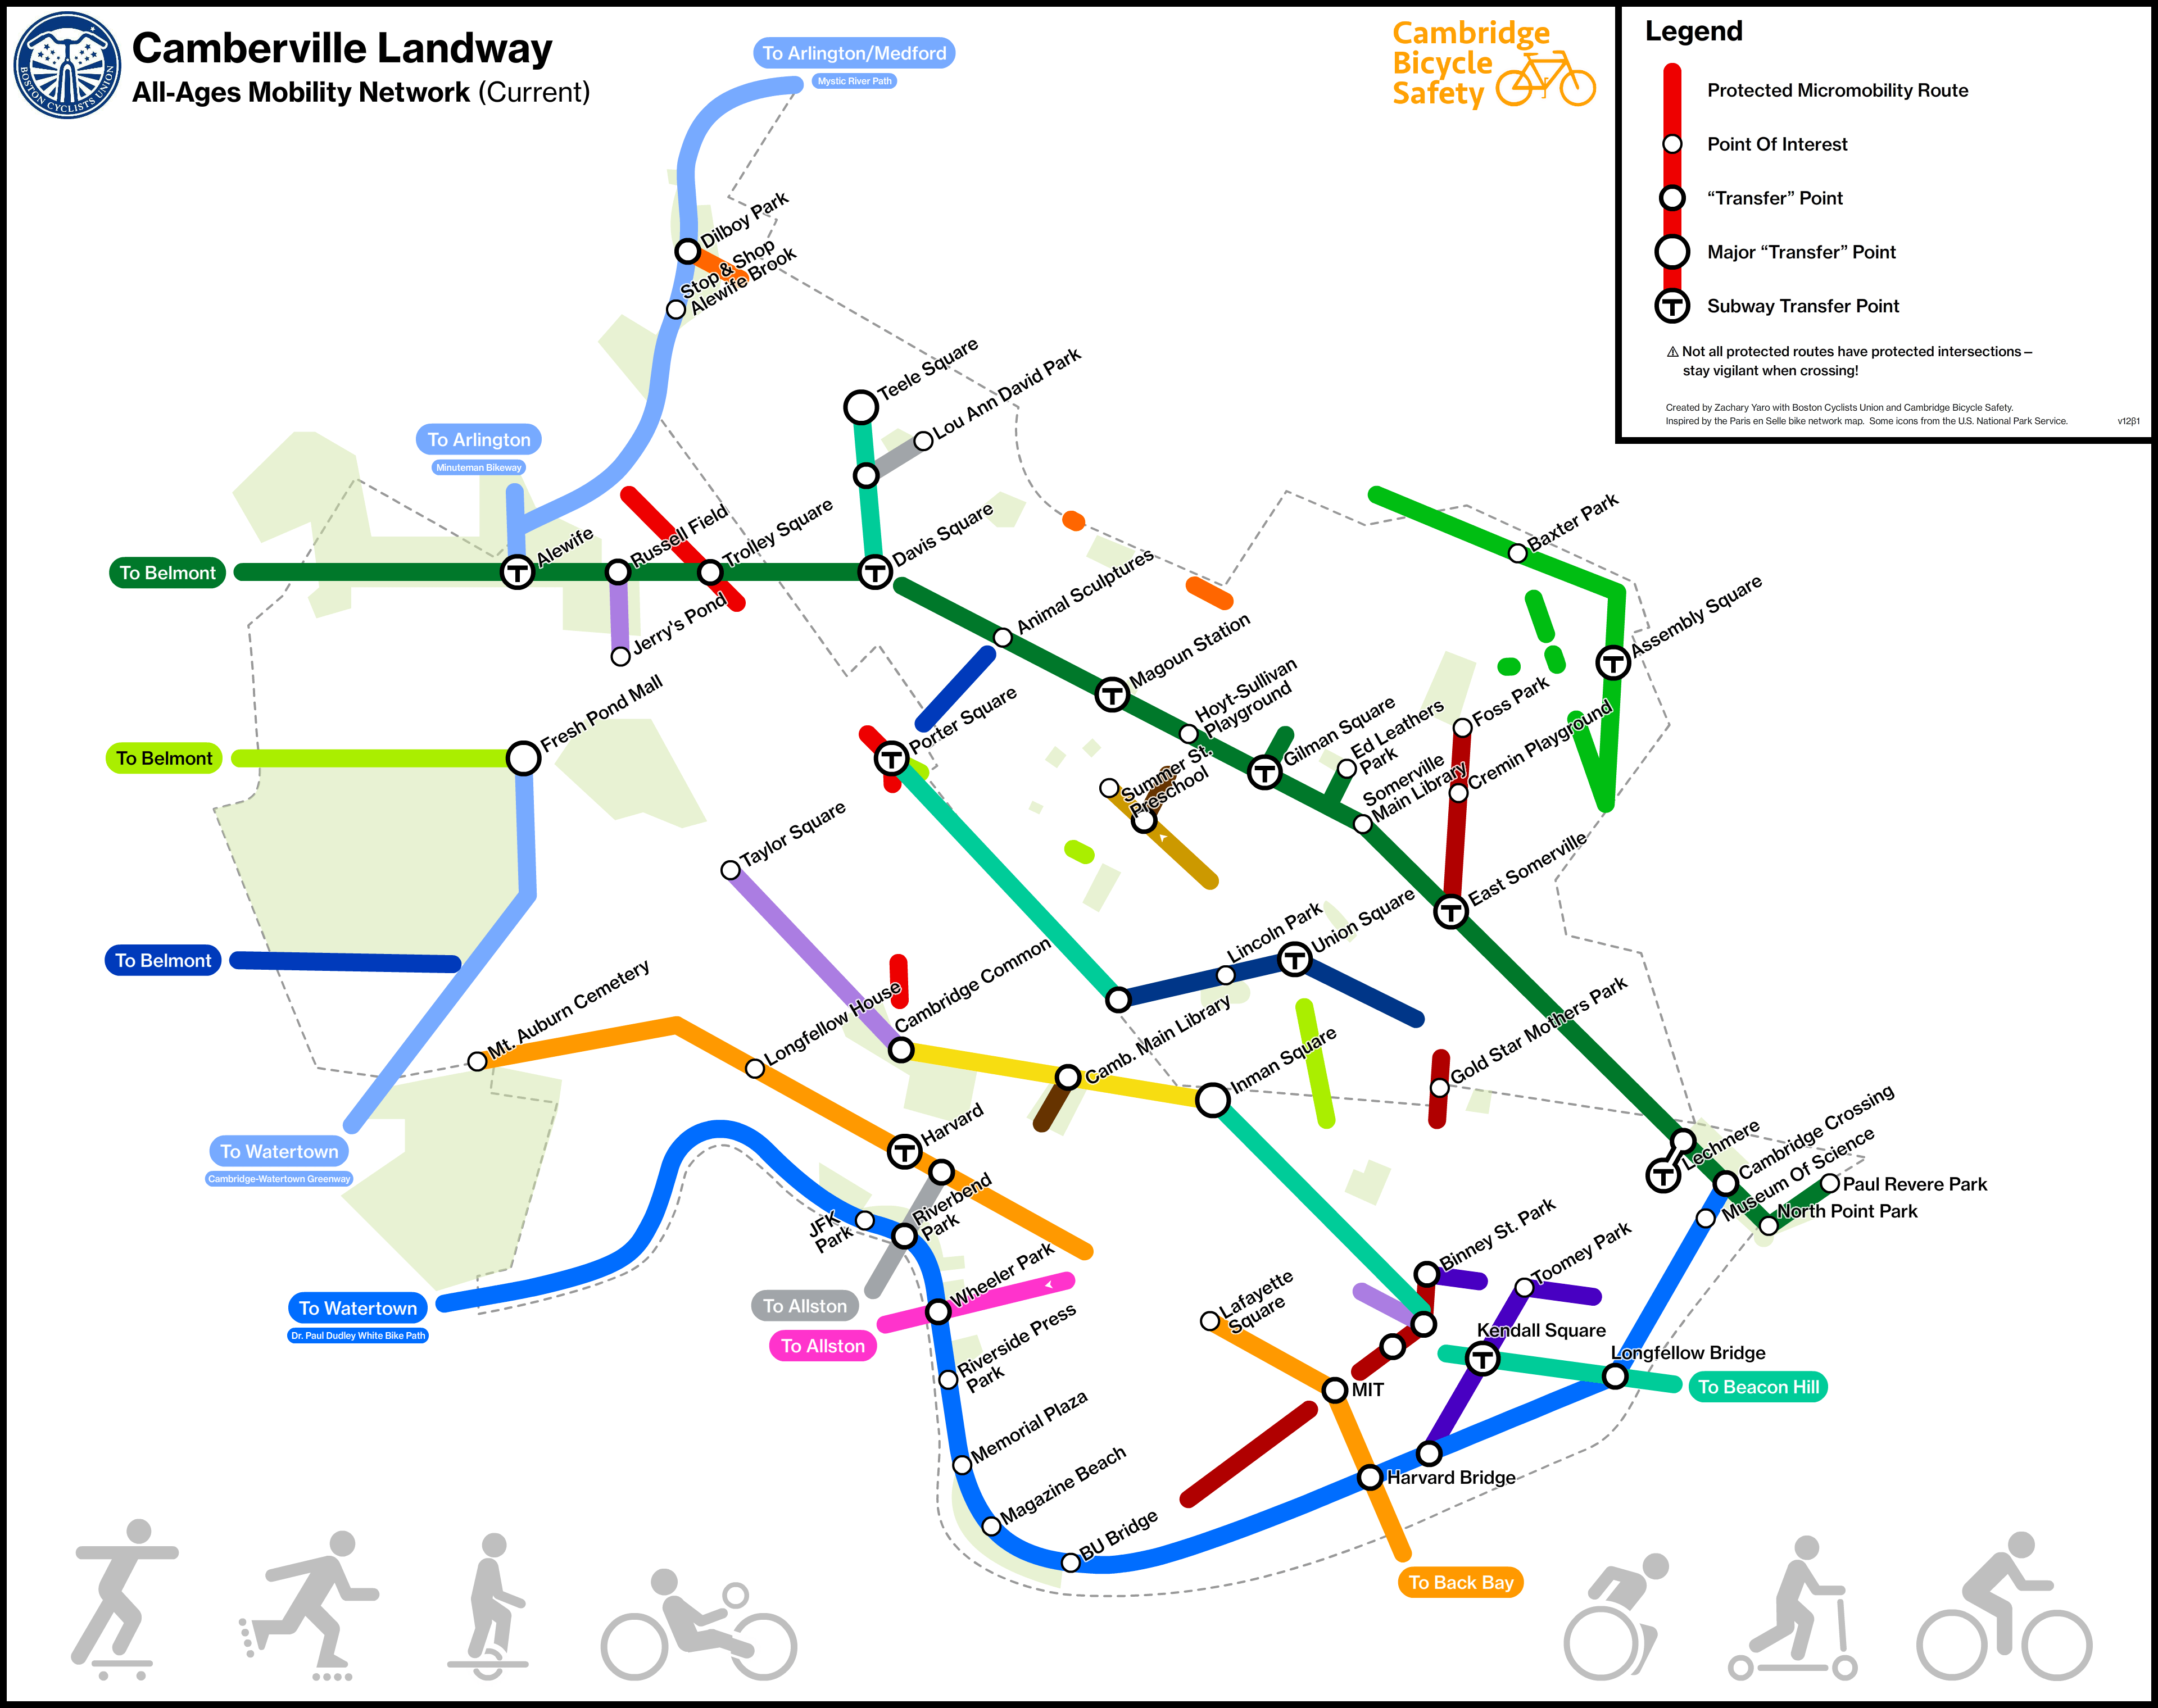 BOSTON CYCLISTS UNION
Camberville Landway
All-Ages Mobility Network (Current)
To Arlington/Medford
Mystic River Path
Cambridge
Bicycle
Safety
Legend
Protected Micromobility Route
Point Of Interest
“Transfer” Point
Major “Transfer” Point
Subway Transfer Point
⚠ Not all protected routes have protected intersections –
stay vigilant when crossing!
Created by Zachary Yaro with Boston Cyclists Union and Cambridge Bicycle Safety.
Inspired by the Paris en Selle bike network map. Some icons from the U.S. National Park Service.
v12β1
Dilboy Park
Stop & Shop
Alewife Brook
Teele Square
Lou Ann David Park
To Arlington
Minuteman Bikeway
Alewife
Russell Field
Trolley Square
Davis Square
Baxter Park
To Belmont
Jerry's Pond
Animal Sculptures
Magoun Station
Assembly Square
Hoyt-Sullivan
Playground
Gilman Square
Ed Leathers
Park
Foss Park
Fresh Pond Mall
Porter Square
To Belmont
Summer St.
Preschool
Somerville
Main Library
Cremin Playground
Taylor Square
East Somerville
To Belmont
Lincoln Park
Union Square
Mt. Auburn Cemetery
Longfellow House
Cambridge Common
Camb. Main Library
Inman Square
Gold Star Mothers Park
To Watertown
Cambridge-Watertown Greenway
Harvard
Lechmere
Cambridge Crossing
Museum Of Science
Paul Revere Park
North Point Park
JFK
Park
Riverbend
Park
Wheeler Park
Binney St. Park
Toomey Park
To Watertown
Dr. Paul Dudley White Bike Path
To Allston
To Allston
Lafayette
Square
Kendall Square
Longfellow Bridge
To Beacon Hill
Riverside Press
Park
MIT
Memorial Plaza
Magazine Beach
Harvard Bridge
BU Bridge
To Back Bay